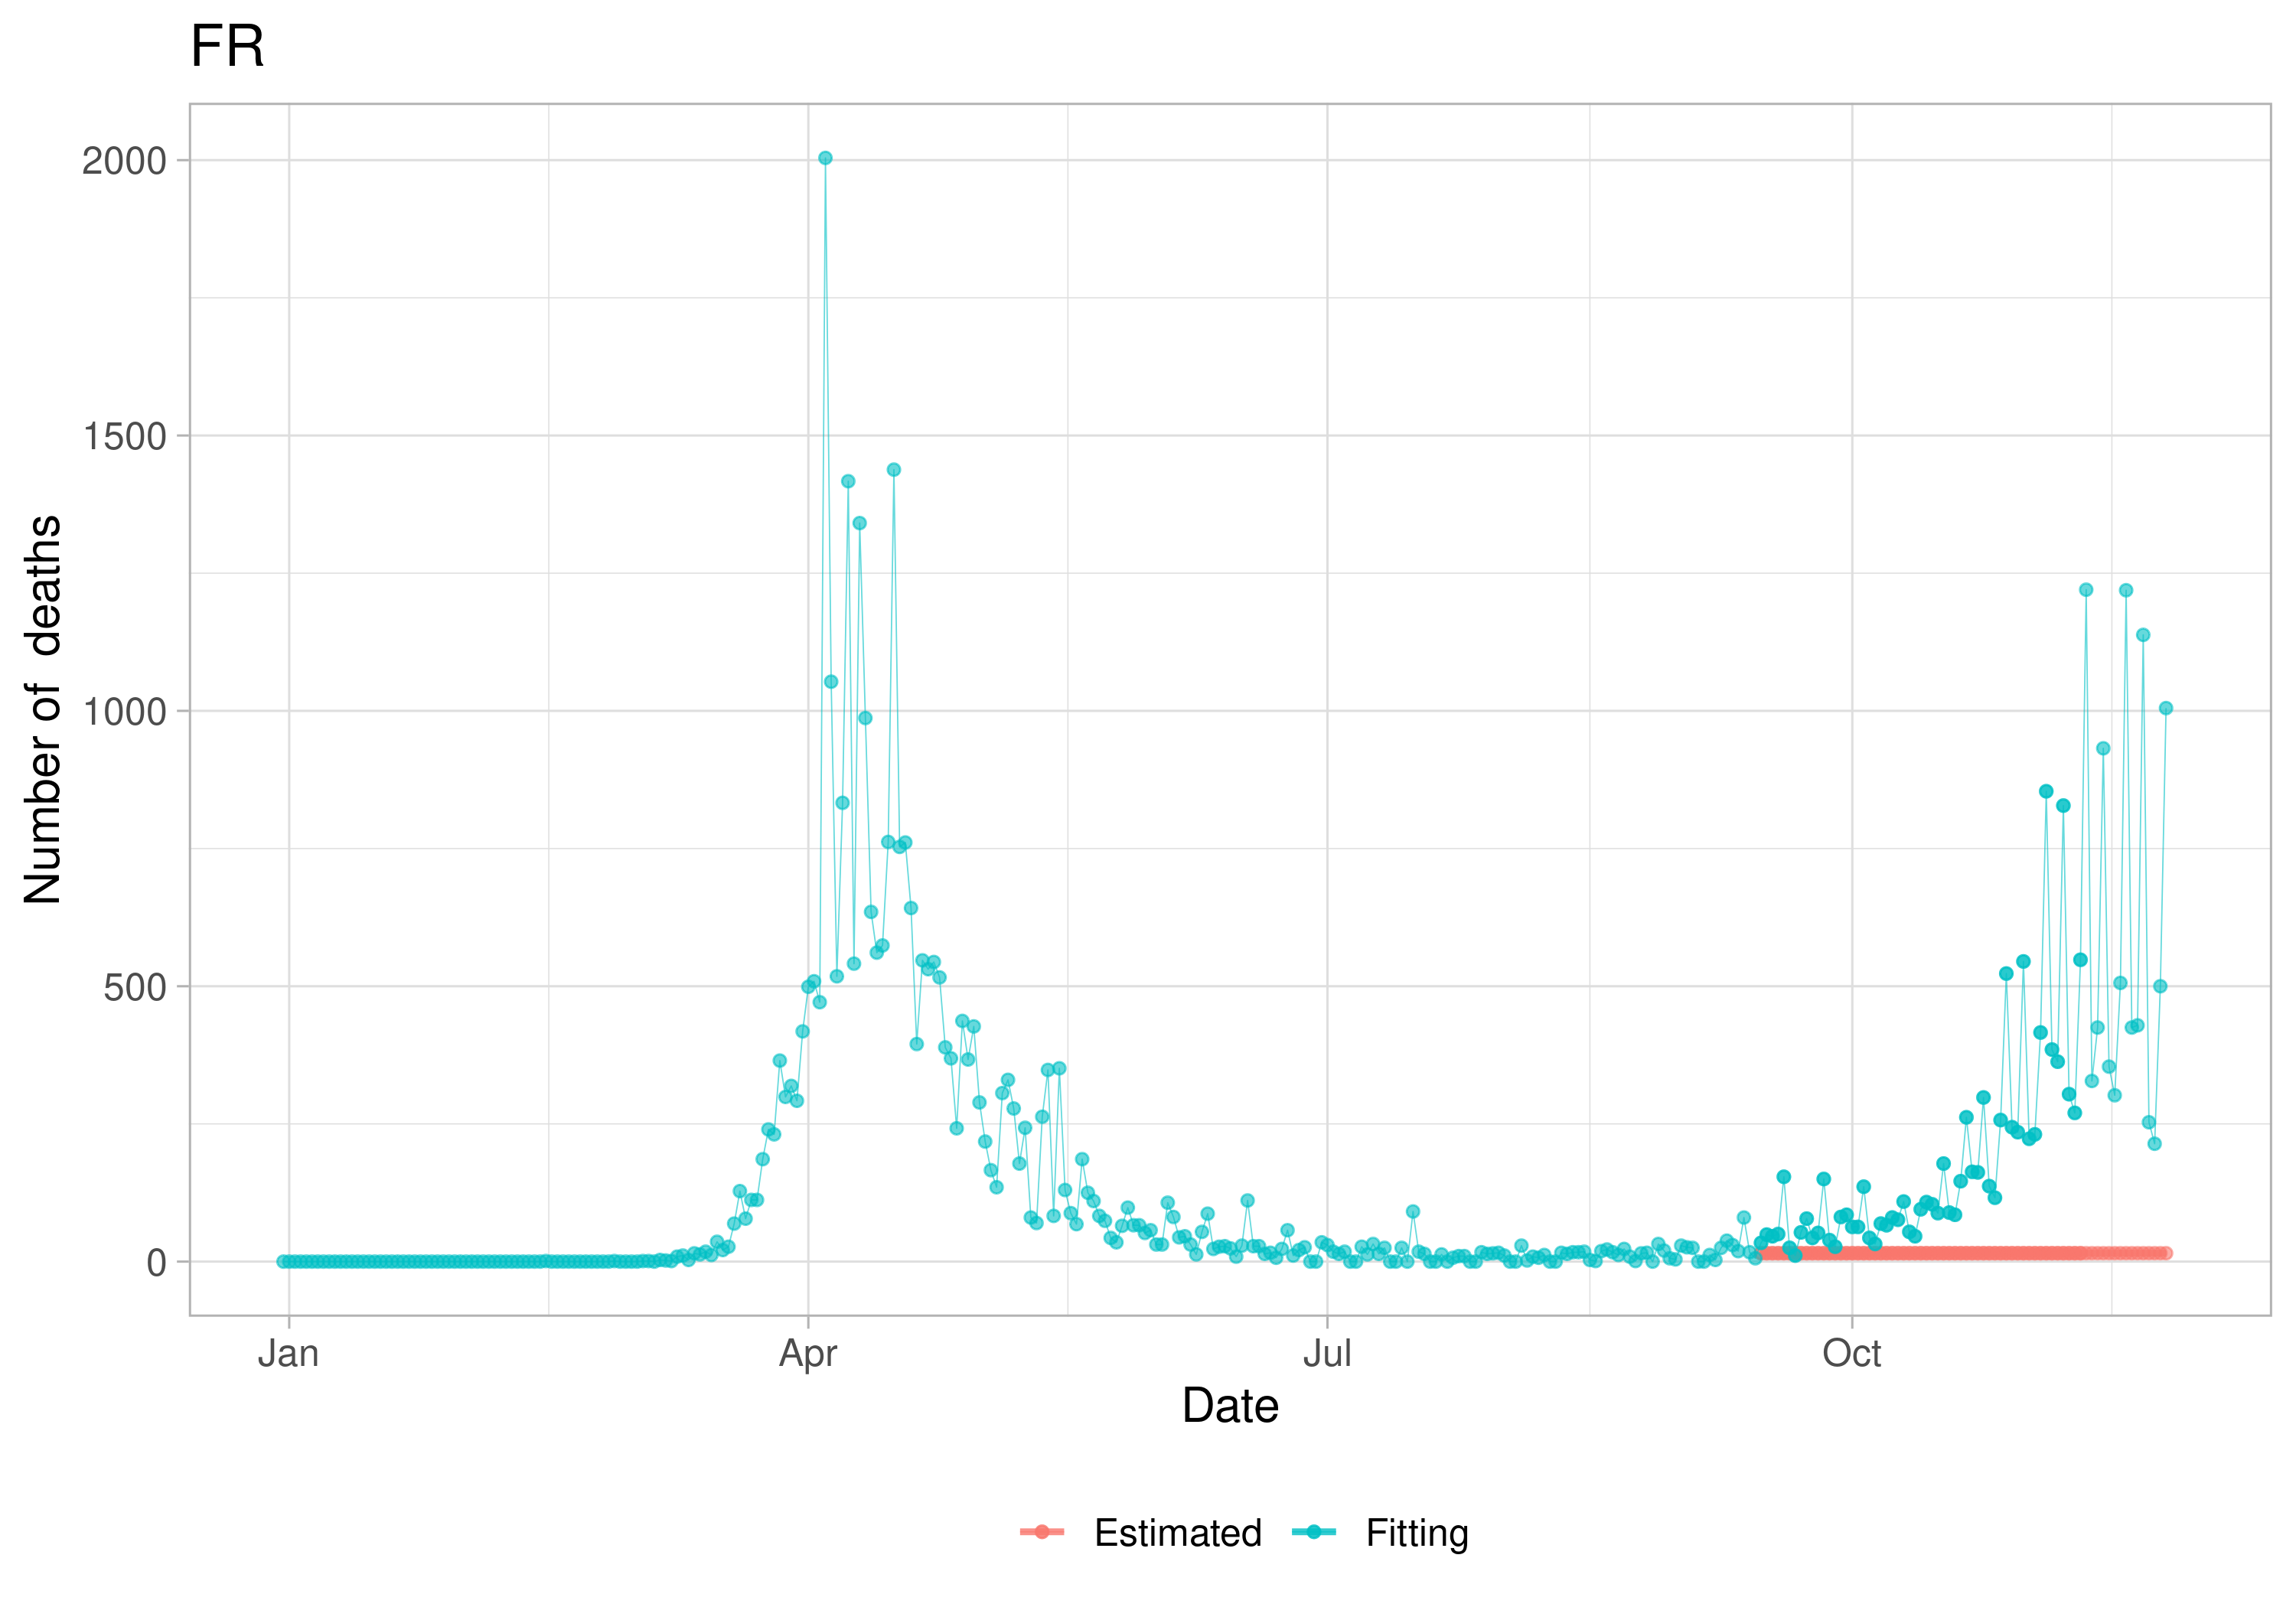 FR
2000
1500
1000
500
0
Number of  deaths
Jan Apr Jul Oct
Date
Estimated Fitting